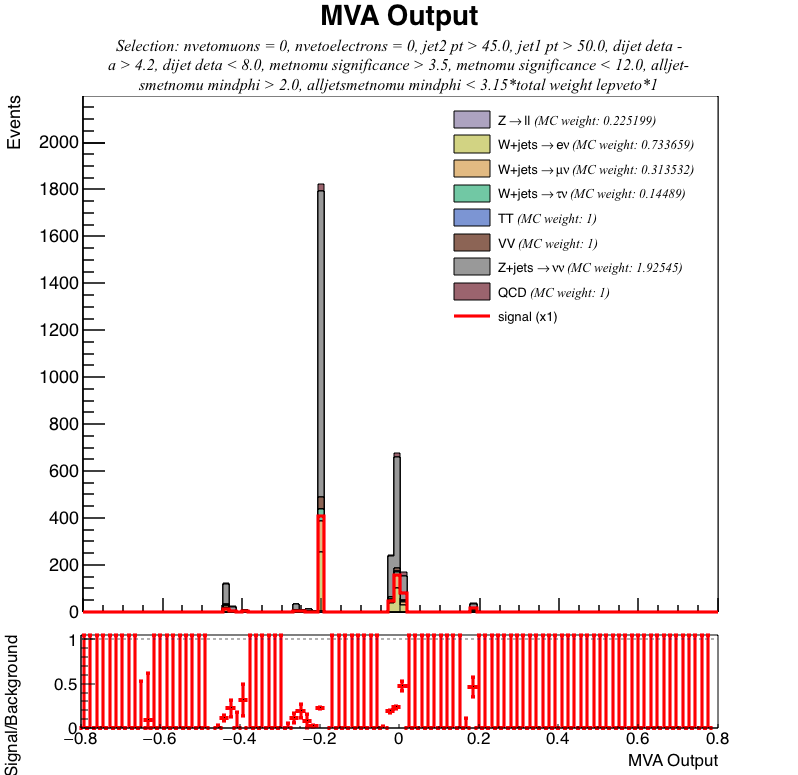 MVA Output
Selection: nvetomuons = 0, nvetoelectrons = 0, jet2 pt > 45.0, jet1 pt > 50.0, dijet deta -
a > 4.2, dijet deta < 8.0, metnomu significance > 3.5, metnomu significance < 12.0, alljet-
smetnomu mindphi > 2.0, alljetsmetnomu mindphi < 3.15*total weight lepveto*1
Events
2000
1800
1600
1400
1200
1000
800
600
400
200
0
Z→ll (MC weight: 0.225199)
W+jets →eν (MC weight: 0.733659)
W+jets →μν (MC weight: 0.313532)
W+jets →τν (MC weight: 0.14489)
TT (MC weight: 1)
VV (MC weight: 1)
Z+jets →νν (MC weight: 1.92545)
QCD (MC weight: 1)
signal (x1)
Signal/Background
1
0.5
0
−0.8 −0.6 −0.4 −0.2 0 0.2 0.4 0.6 0.8
MVA Output